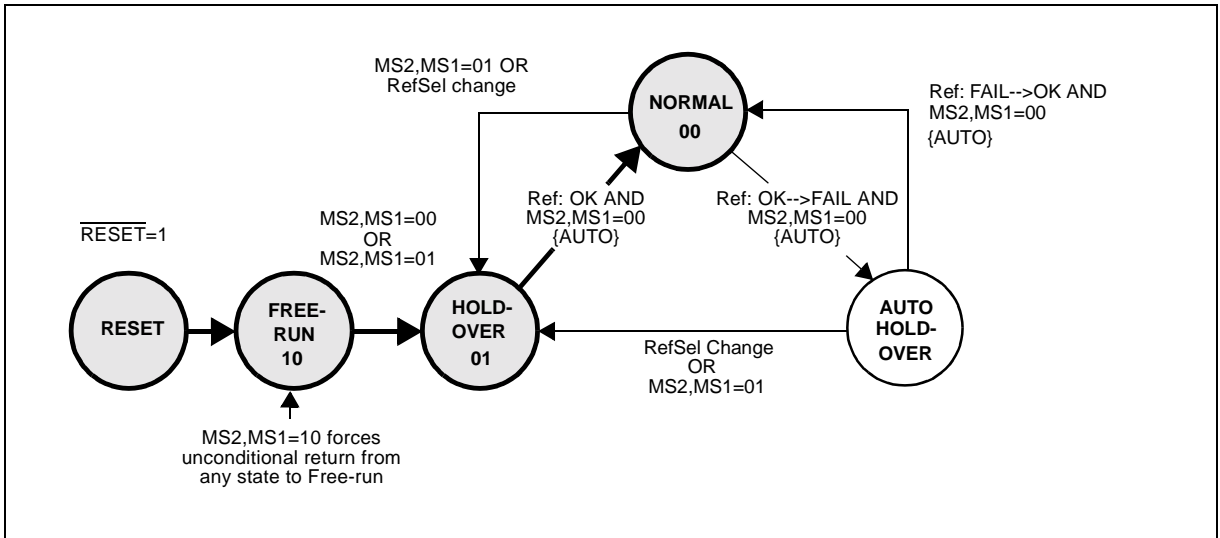 MS2,MS1=01 OR
RefSel change
NORMAL
00
Ref: FAIL-->OK AND
MS2,MS1=00
{AUTO}
Ref: OK AND
MS2,MS1=00
{AUTO}
Ref: OK-->FAIL AND
MS2,MS1=00
{AUTO}
RESET=1
MS2,MS1=00
OR
MS2,MS1=01
RESET
FREE-
RUN
10
HOLD-
OVER
01
AUTO
HOLD-
OVER
RefSel Change
OR
MS2,MS1=01
MS2,MS1=10 forces
unconditional return from
any state to Free-run